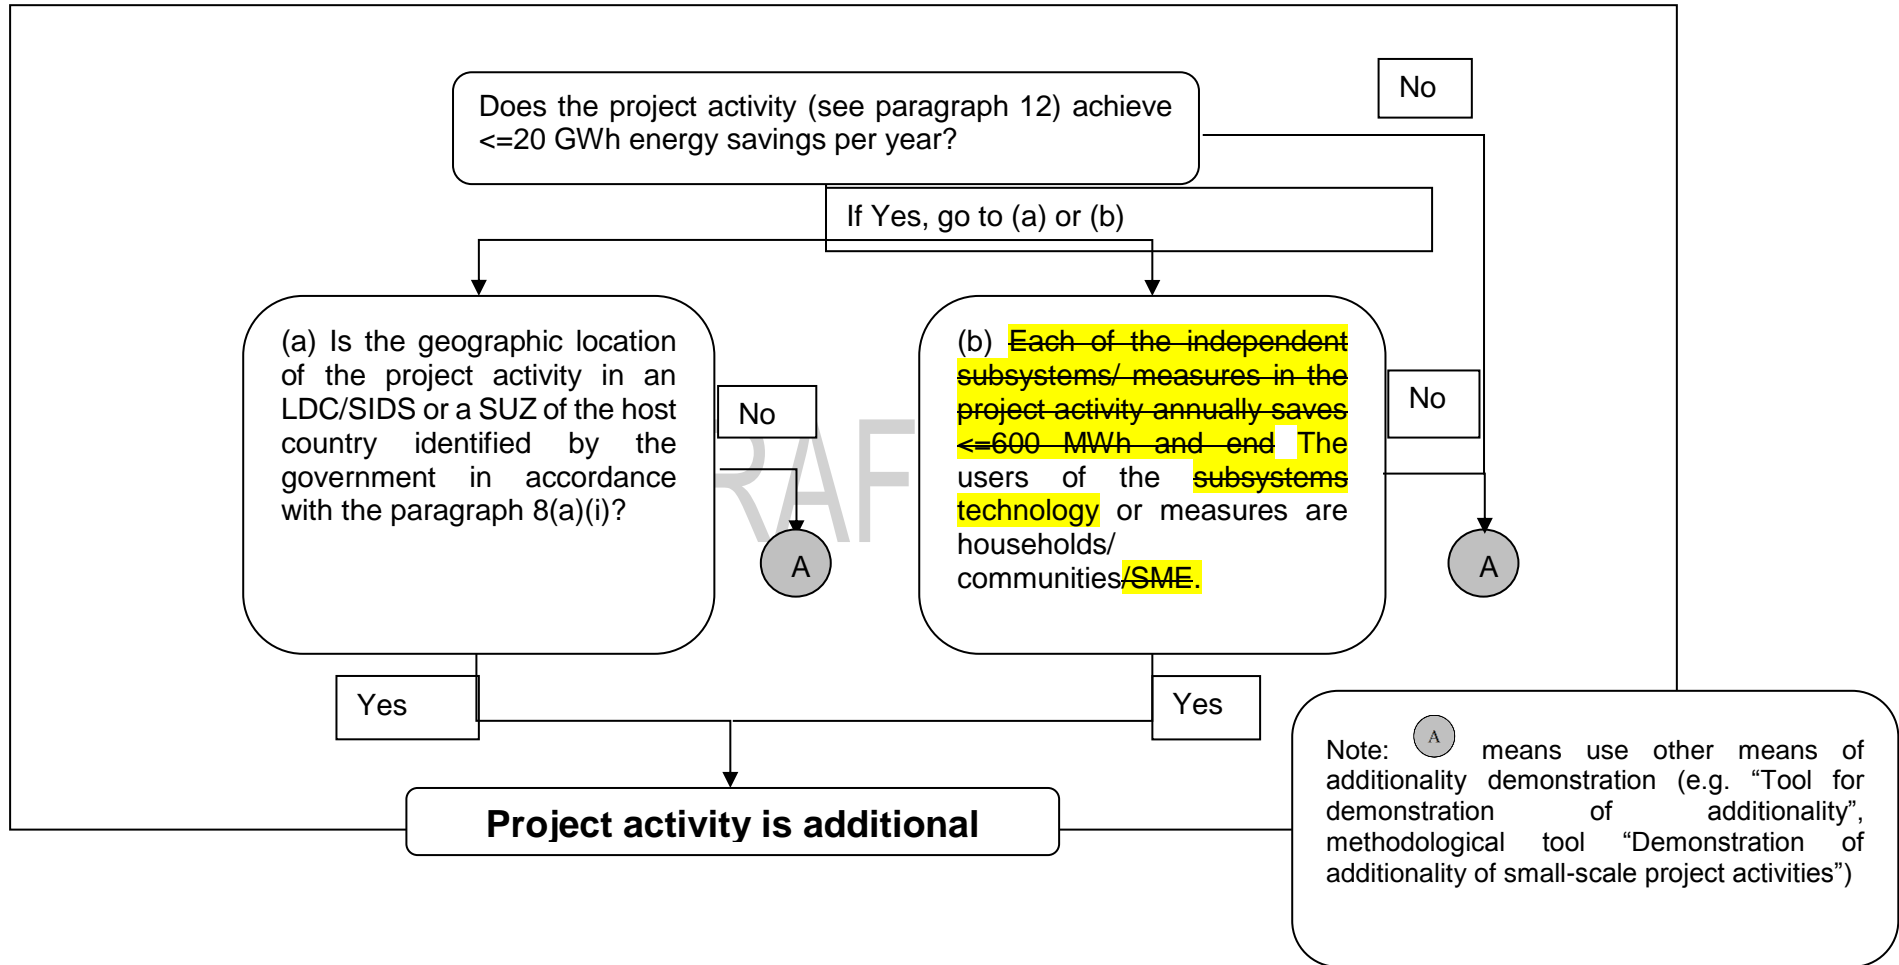 Does the project activity (see paragraph 12) achieve
<=20 GWh energy savings per year?
No
If Yes, go to (a) or (b)
(a) Is the geographic location
of the project activity in an
LDC/SIDS or a SUZ of the host
country identified by the
government in accordance
with the paragraph 8(a)(i)?
No
A
(b) Each of the independent
subsystems/ measures in the
project activity annually saves
<=600 MWh and end The
users of the subsystems
technology or measures are
households/
communities/SME.
No
A
RAF
Yes
Yes
Project activity is additional
Note: A means use other means of
additionality demonstration (e.g. “Tool for
demonstration of additionality”,
methodological tool “Demonstration of
additionality of small-scale project activities”)